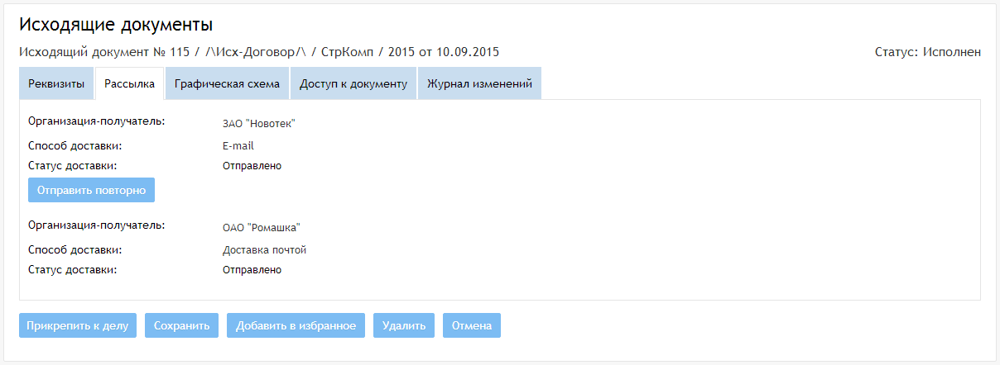 Исходящие документы
Исходящий документ № 115 / /\Исх-Договор/\ / СтрКомп / 2015 от 10.09.2015 Статус: Исполнен
Реквизиты Рассылка Графическая схема Доступ к документу Журнал изменений
Организация-получатель: ЗАО "Новотек"
Способ доставки: E-mail
Статус доставки: Отправлено
Отправить повторно
Организация-получатель: ОАО "Ромашка"
Способ доставки: Доставка почтой
Статус доставки: Отправлено
Прикрепить к делу Сохранить Добавить в избранное Удалить Отмена